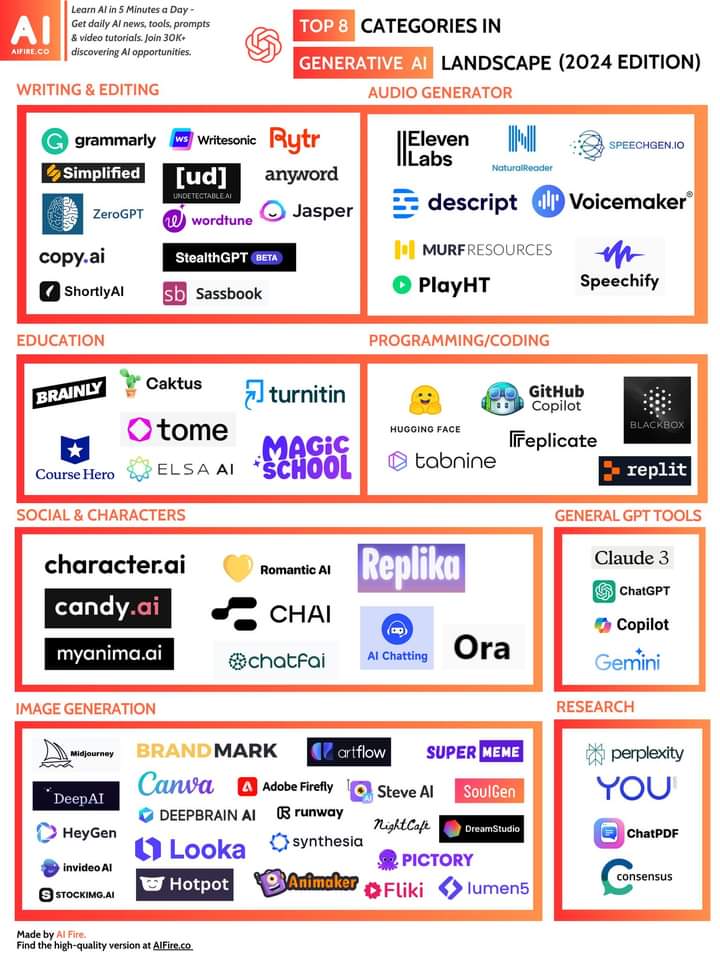 AI
AIFIRE.CO
Learn AI in 5 Minutes a Day -
Get daily AI news, tools, prompts
& video tutorials. Join 30K+
discovering AI opportunities.
TOP 8 CATEGORIES IN
GENERATIVE AI LANDSCAPE (2024 EDITION)
WRITING & EDITING
G grammarly
WS Writesonic
Rytr
Simplified
[ud]
UNDETECTABLE.AI
anyword
ZeroGPT
wordtune
Jasper
copy.ai
StealthGPT BETA
ShortlyAI
sb Sassbook
AUDIO GENERATOR
||Eleven
Labs
NaturalReader
SPEECHGEN.IO
descript
Voicemaker®
MURF RESOURCES
PlayHT
Speechify
EDUCATION
BRAINLY
Caktus
turnitin
tome
Course Hero
ELSA AI
MAGiC
SCHOOL
PROGRAMMING/CODING
HUGGING FACE
GitHub
Copilot
BLACKBOX
replicate
tabnine
replit
SOCIAL & CHARACTERS
character.ai
Romantic AI
Replika
candy.ai
CHAI
myanima.ai
chatfai
AI Chatting
Ora
GENERAL GPT TOOLS
Claude 3
ChatGPT
Copilot
Gemini
IMAGE GENERATION
Midjourney
BRANDMARK
artflow
SUPER MEME
DeepAI
Canva
Adobe Firefly
AI Steve AI
SoulGen
HeyGen
DEEPBRAIN AI
runway
NightCafe
DreamStudio
invideo AI
Looka
synthesia
PICTORY
STOCKIMG.AI
Hotpot
Animaker
Fliki
lumen5
RESEARCH
perplexity
YOU
ChatPDF
consensus
Made by AI Fire.
Find the high-quality version at AIFire.co